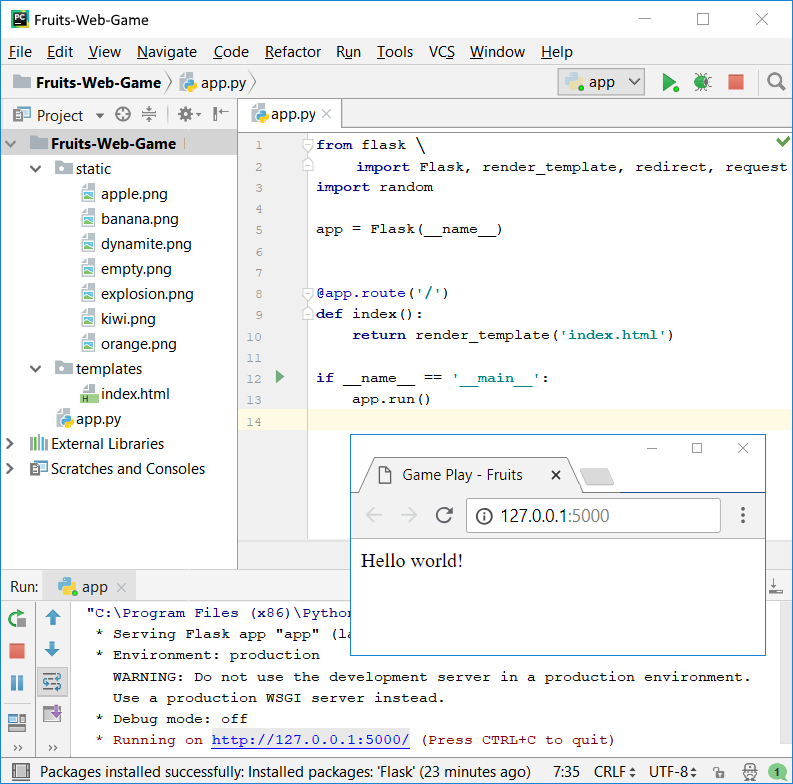 Fruits-Web-Game
File Edit View Navigate Code Refactor Run Tools VCS Window Help
Fruits-Web-Game app.py app
Project
app.py
Fruits-Web-Game
static
apple.png
banana.png
dynamite.png
empty.png
explosion.png
kiwi.png
orange.png
templates
index.html
app.py
External Libraries
Scratches and Consoles
1 from flask \
2 import Flask, render_template, redirect, request
3 import random
4
5 app = Flask(__name__)
6
7
8 @app.route('/')
9 def index():
10 return render_template('index.html')
11
12 if __name__ == '__main__':
13 app.run()
14
Game Play - Fruits
127.0.0.1:5000
Hello world!
Run: app
"C:\Program Files (x86)\Python
* Serving Flask app "app" (la
* Environment: production
WARNING: Do not use the development server in a production environment.
Use a production WSGI server instead.
* Debug mode: off
* Running on http://127.0.0.1:5000/ (Press CTRL+C to quit)
Packages installed successfully: Installed packages: 'Flask' (23 minutes ago) 7:35 CRLF UTF-8 1